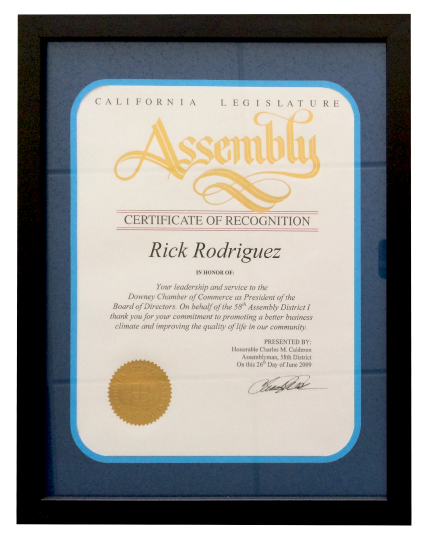 CALIFORNIA LEGISLATURE
Assembly
CERTIFICATE OF RECOGNITION
Rick Rodriguez
IN HONOR OF:
Your leadership and service to the
Downey Chamber of Commerce as President of the
Board of Directors. On behalf of the 58th Assembly District I
thank you for your commitment to promoting a better business
climate and improving the quality of life in our community.
PRESENTED BY:
Honorable Charles M. Calderon
Assemblyman, 58th District
On this 26th Day of June 2009